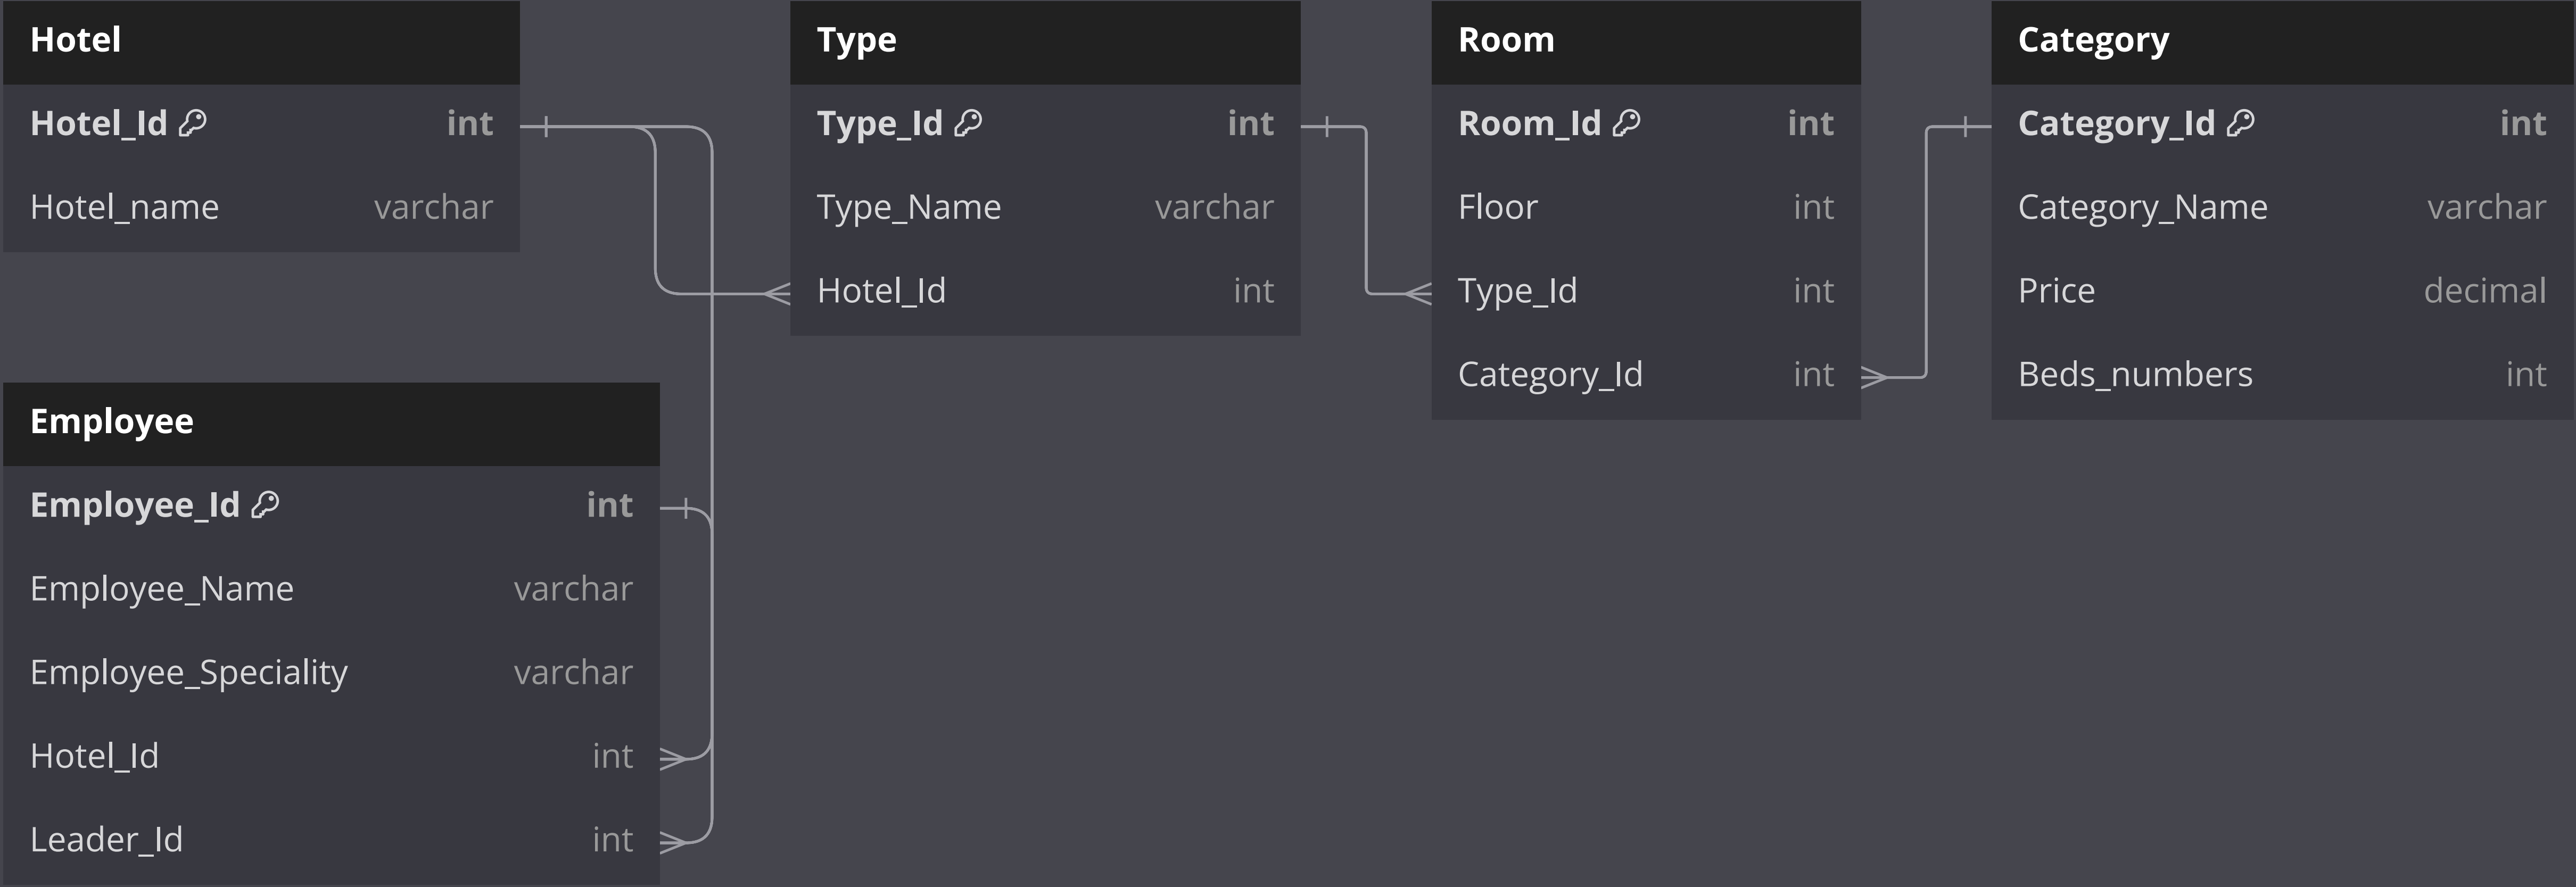 Hotel
Hotel_Id int
Hotel_name varchar
Type
Type_Id int
Type_Name varchar
Hotel_Id int
Room
Room_Id int
Floor int
Type_Id int
Category_Id int
Category
Category_Id int
Category_Name varchar
Price decimal
Beds_numbers int
Employee
Employee_Id int
Employee_Name varchar
Employee_Speciality varchar
Hotel_Id int
Leader_Id int